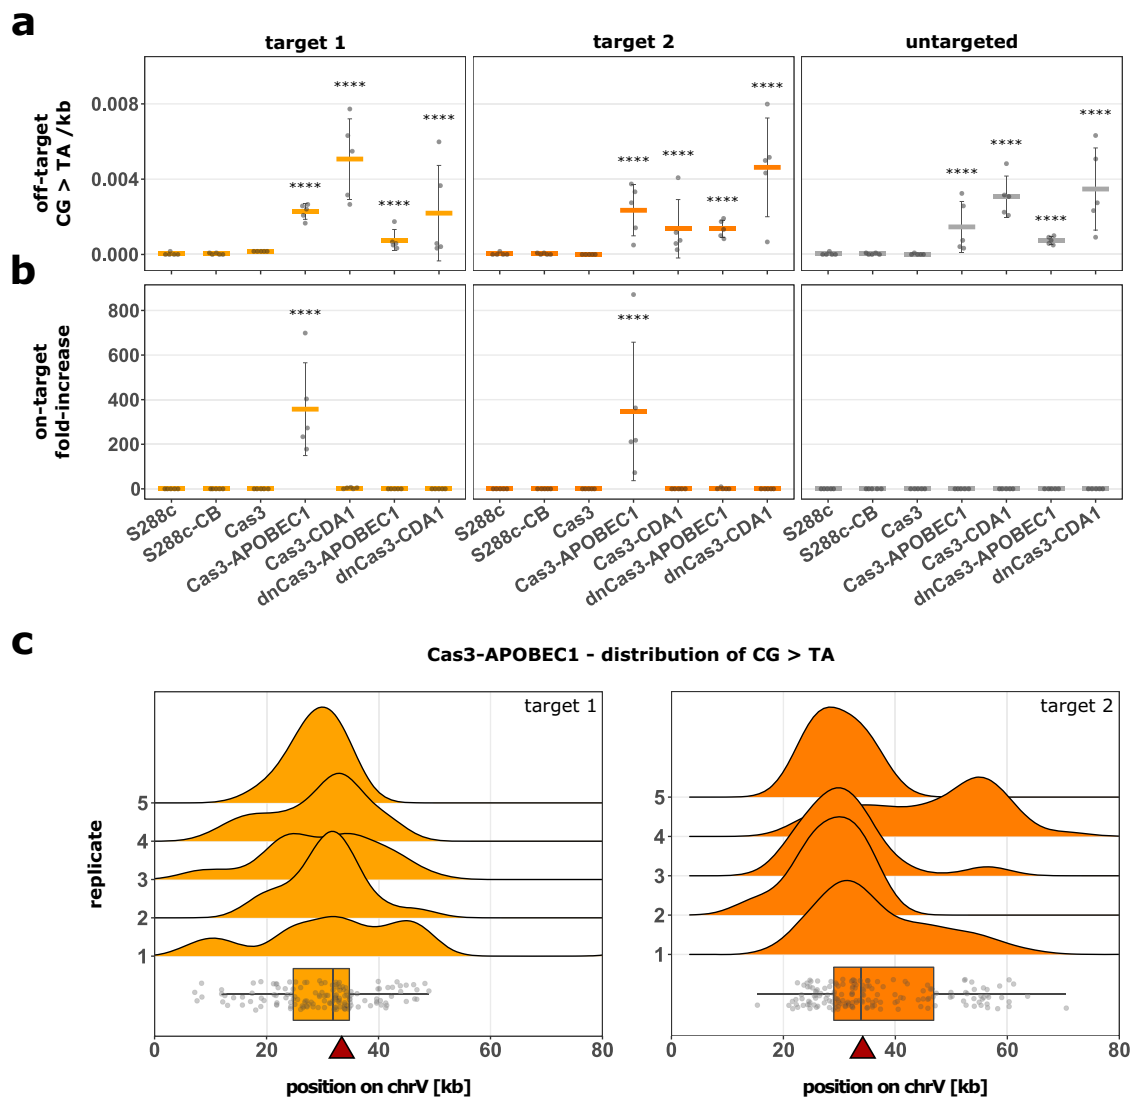 a
target 1
target 2
untargeted
off-target
CG > TA /kb
0.008
0.004
0.000
****
****
****
****
****
****
****
****
****
****
****
****
b
on-target
fold-increase
800
600
400
200
0
****
****
S288c
S288c-CB
Cas3
Cas3-APOBEC1
Cas3-CDA1
dnCas3-APOBEC1
dnCas3-CDA1
S288c
S288c-CB
Cas3
Cas3-APOBEC1
Cas3-CDA1
dnCas3-APOBEC1
dnCas3-CDA1
S288c
S288c-CB
Cas3
Cas3-APOBEC1
Cas3-CDA1
dnCas3-APOBEC1
dnCas3-CDA1
c
Cas3-APOBEC1 - distribution of CG > TA
replicate
target 1
5
4
3
2
1
0
20
40
60
80
position on chrV [kb]
target 2
5
4
3
2
1
0
20
40
60
80
position on chrV [kb]